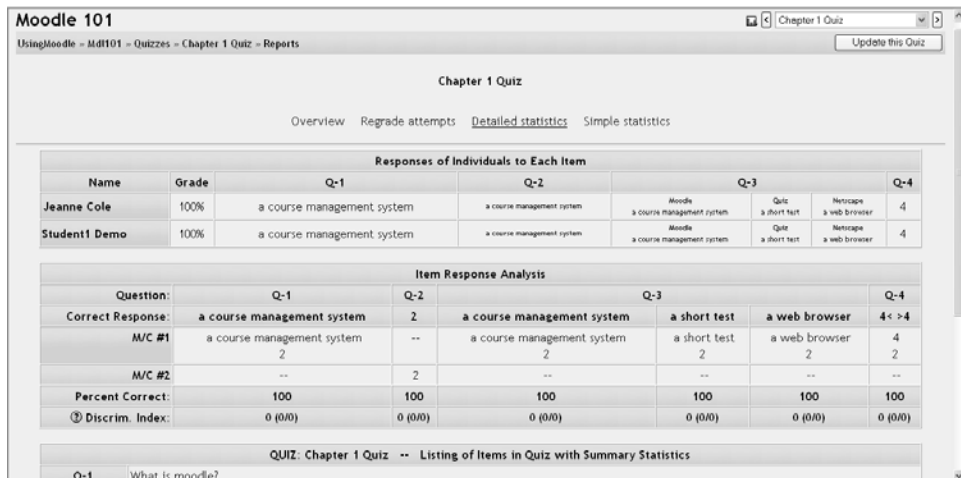 Moodle 101
Chapter 1 Quiz
UsingMoodle » Mdl101 » Quizzes » Chapter 1 Quiz » Reports
Update this Quiz
Chapter 1 Quiz
Overview Regrade attempts Detailed statistics Simple statistics
Responses of Individuals to Each Item
Name Grade Q-1 Q-2 Q-3 Q-4
Jeanne Cole 100% a course management system a course management system Moodle a course management system Quiz a short test Netscape a web browser 4
Student1 Demo 100% a course management system a course management system Moodle a course management system Quiz a short test Netscape a web browser 4
Item Response Analysis
Question: Q-1 Q-2 Q-3 Q-4
Correct Response: a course management system 2 a course management system a short test a web browser 4< >4
M/C #1 a course management system -- a course management system a short test a web browser 4
2 2 2 2 2
M/C #2 -- 2 -- -- -- --
Percent Correct: 100 100 100 100 100 100
? Discrim. Index: 0 (0/0) 0 (0/0) 0 (0/0) 0 (0/0) 0 (0/0) 0 (0/0)
QUIZ: Chapter 1 Quiz -- Listing of Items in Quiz with Summary Statistics
Q-1 What is moodle?